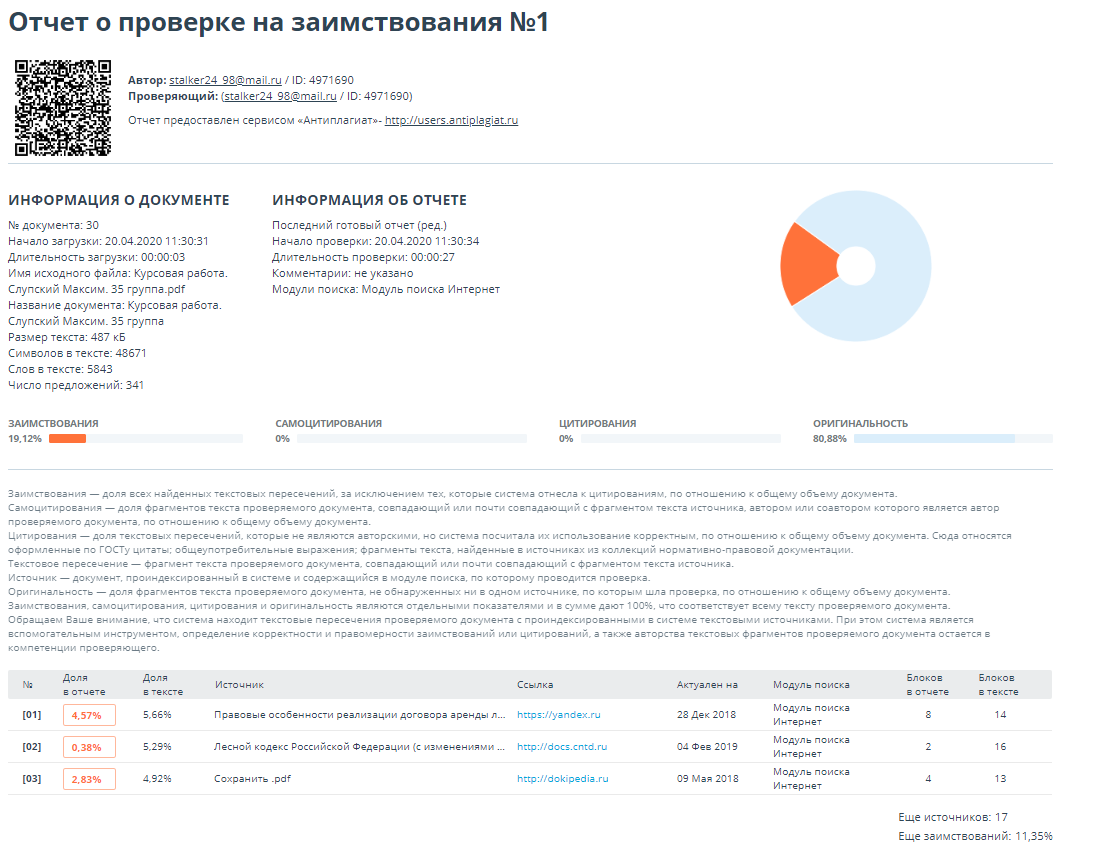 Отчет о проверке на заимствования №1
Автор: stalker24_98@mail.ru / ID: 4971690
Проверяющий: (stalker24_98@mail.ru / ID: 4971690)
Отчет предоставлен сервисом «Антиплагиат»- http://users.antiplagiat.ru
ИНФОРМАЦИЯ О ДОКУМЕНТЕ
№ документа: 30
Начало загрузки: 20.04.2020 11:30:31
Длительность загрузки: 00:00:03
Имя исходного файла: Курсовая работа.
Слупский Максим. 35 группа.pdf
Название документа: Курсовая работа.
Слупский Максим. 35 группа
Размер текста: 487 кБ
Символов в тексте: 48671
Слов в тексте: 5843
Число предложений: 341
ИНФОРМАЦИЯ ОБ ОТЧЕТЕ
Последний готовый отчет (ред.)
Начало проверки: 20.04.2020 11:30:34
Длительность проверки: 00:00:27
Комментарии: не указано
Модули поиска: Модуль поиска Интернет
ЗАИМСТВОВАНИЯ
19,12%
САМОЦИТИРОВАНИЯ
0%
ЦИТИРОВАНИЯ
0%
ОРИГИНАЛЬНОСТЬ
80,88%
Заимствования — доля всех найденных текстовых пересечений, за исключением тех, которые система отнесла к цитированиям, по отношению к общему объему документа.
Самоцитирования — доля фрагментов текста проверяемого документа, совпадающий или почти совпадающий с фрагментом текста источника, автором или соавтором которого является автор
проверяемого документа, по отношению к общему объему документа.
Цитирования — доля текстовых пересечений, которые не являются авторскими, но система посчитала их использование корректным, по отношению к общему объему документа. Сюда относятся
оформленные по ГОСТу цитаты; общеупотребительные выражения; фрагменты текста, найденные в источниках из коллекций нормативно-правовой документации.
Текстовое пересечение — фрагмент текста проверяемого документа, совпадающий или почти совпадающий с фрагментом текста источника.
Источник — документ, проиндексированный в системе и содержащийся в модуле поиска, по которому проводится проверка.
Оригинальность — доля фрагментов текста проверяемого документа, не обнаруженных ни в одном источнике, по которым шла проверка, по отношению к общему объему документа.
Заимствования, самоцитирования, цитирования и оригинальность являются отдельными показателями и в сумме дают 100%, что соответствует всему тексту проверяемого документа.
Обращаем Ваше внимание, что система находит текстовые пересечения проверяемого документа с проиндексированными в системе текстовыми источниками. При этом система является
вспомогательным инструментом, определение корректности и правомерности заимствований или цитирований, а также авторства текстовых фрагментов проверяемого документа остается в
компетенции проверяющего.
№ Доля в отчете Доля в тексте Источник Ссылка Актуален на Модуль поиска Блоков в отчете Блоков в тексте
[01] 4,57% 5,66% Правовые особенности реализации договора аренды л... https://yandex.ru 28 Дек 2018 Модуль поиска Интернет 8 14
[02] 0,38% 5,29% Лесной кодекс Российской Федерации (с изменениями ... http://docs.cntd.ru 04 Фев 2019 Модуль поиска Интернет 2 16
[03] 2,83% 4,92% Сохранить .pdf http://dokipedia.ru 09 Мая 2018 Модуль поиска Интернет 4 13
Еще источников: 17
Еще заимствований: 11,35%